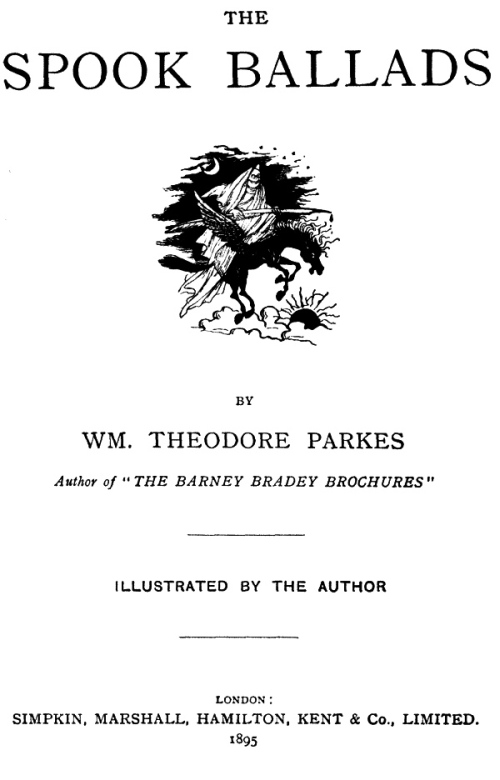 THE
SPOOK BALLADS
BY
WM. THEODORE PARKES
Author of "THE BARNEY BRADEY BROCHURES"
ILLUSTRATED BY THE AUTHOR
LONDON:
SIMPKIN, MARSHALL, HAMILTON, KENT & Co., LIMITED.
1895